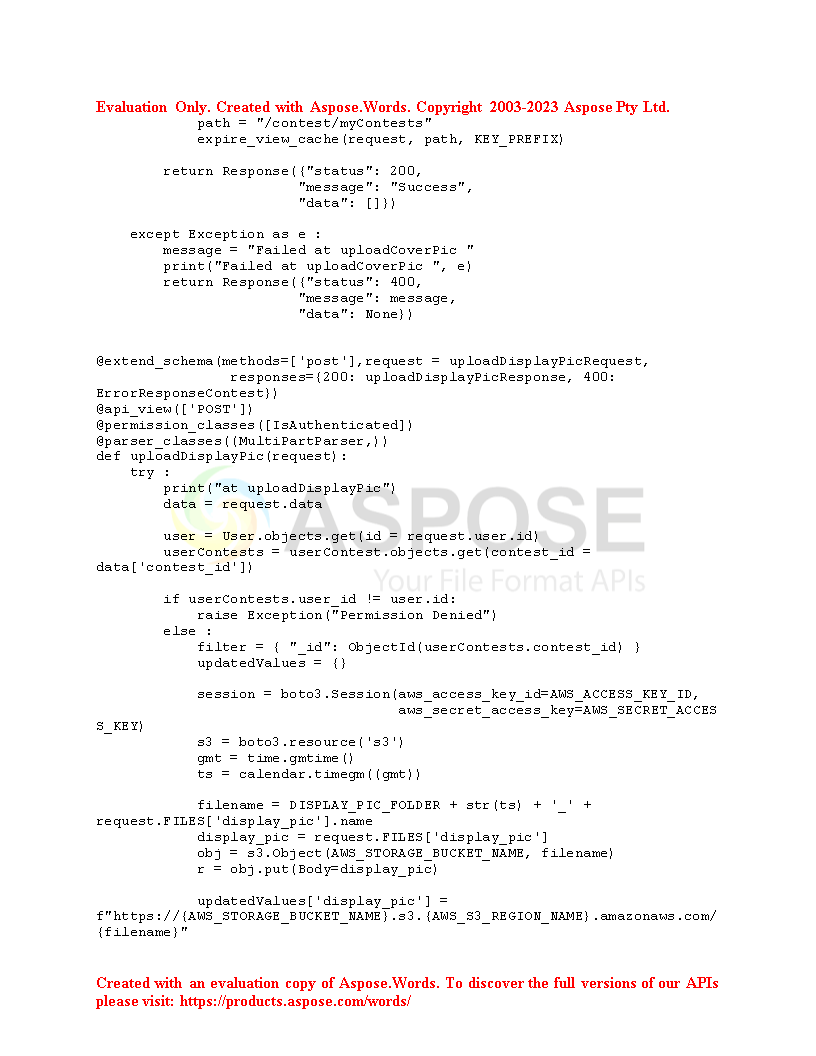 Evaluation Only. Created with Aspose.Words. Copyright 2003-2023 Aspose Pty Ltd.
            path = "/contest/myContests"
            expire_view_cache(request, path, KEY_PREFIX)

        return Response({"status": 200,
                        "message": "Success",
                        "data": []})

    except Exception as e :
        message = "Failed at uploadCoverPic "
        print("Failed at uploadCoverPic ", e)
        return Response({"status": 400,
                        "message": message,
                        "data": None})


@extend_schema(methods=['post'],request = uploadDisplayPicRequest,
                responses={200: uploadDisplayPicResponse, 400:
ErrorResponseContest})
@api_view(['POST'])
@permission_classes([IsAuthenticated])
@parser_classes((MultiPartParser,))
def uploadDisplayPic(request):
    try :
        print("at uploadDisplayPic")
        data = request.data

        user = User.objects.get(id = request.user.id)
        userContests = userContest.objects.get(contest_id =
data['contest_id'])

        if userContests.user_id != user.id:
            raise Exception("Permission Denied")
        else :
            filter = { "_id": ObjectId(userContests.contest_id) }
            updatedValues = {}

            session = boto3.Session(aws_access_key_id=AWS_ACCESS_KEY_ID,
                                    aws_secret_access_key=AWS_SECRET_ACCES
S_KEY)
            s3 = boto3.resource('s3')
            gmt = time.gmtime()
            ts = calendar.timegm((gmt))

            filename = DISPLAY_PIC_FOLDER + str(ts) + '_' +
request.FILES['display_pic'].name
            display_pic = request.FILES['display_pic']
            obj = s3.Object(AWS_STORAGE_BUCKET_NAME, filename)
            r = obj.put(Body=display_pic)

            updatedValues['display_pic'] =
f"https://{AWS_STORAGE_BUCKET_NAME}.s3.{AWS_S3_REGION_NAME}.amazonaws.com/
{filename}"
ASPOSE
Your File Format APIs
Created with an evaluation copy of Aspose.Words. To discover the full versions of our APIs
please visit: https://products.aspose.com/words/